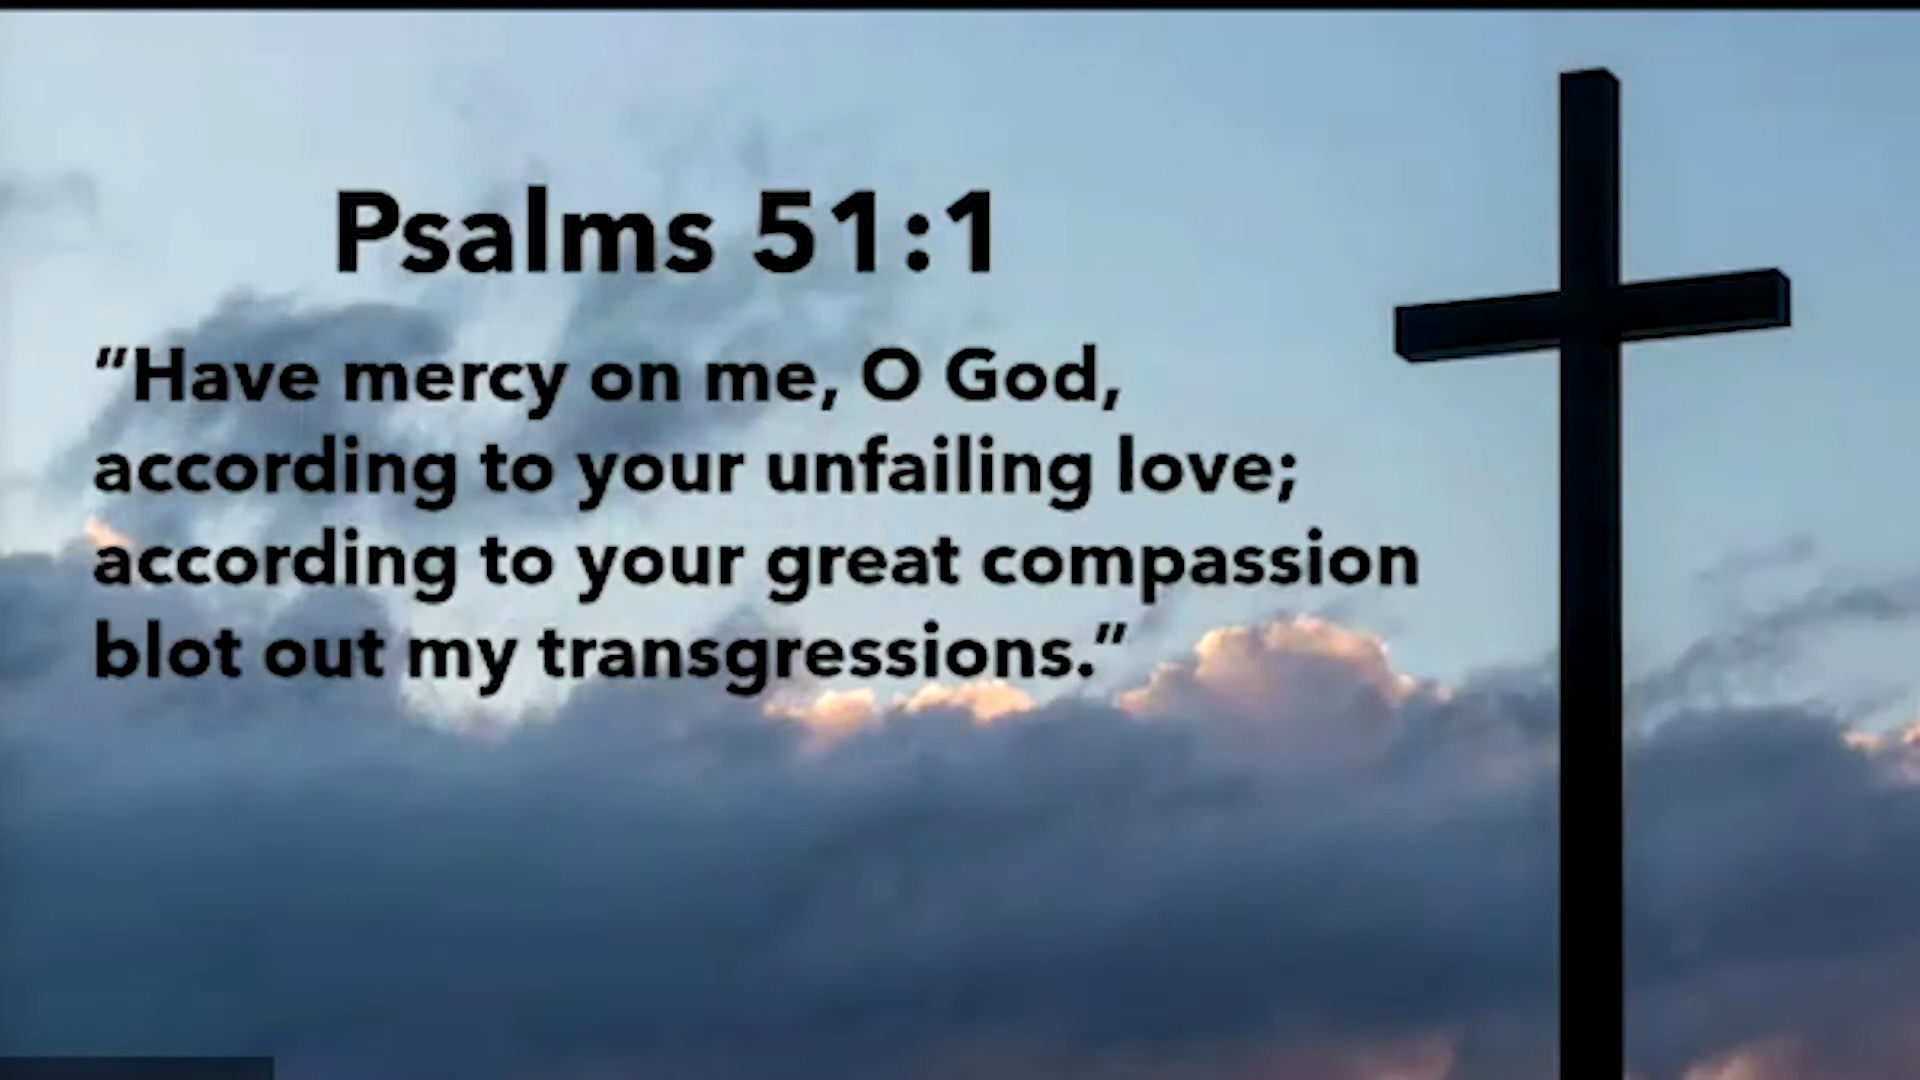 Psalms 51:1
"Have mercy on me, O God,
according to your unfailing love;
according to your great compassion
blot out my transgressions."